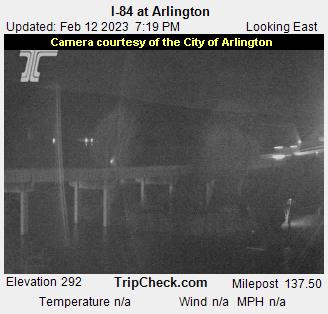 I-84 at Arlington
Updated: Feb 12 2023 7:19 PM Looking East
Camera courtesy of the City of Arlington
Elevation 292 TripCheck.com Milepost 137.50
Temperature n/a Wind n/a MPH n/a